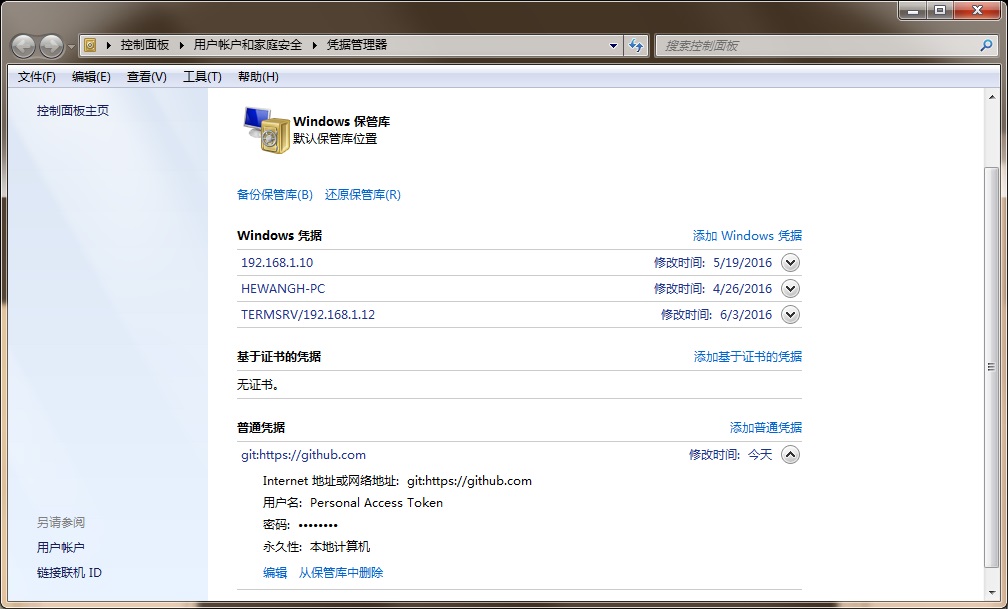 控制面板 ▸ 用户帐户和家庭安全 ▸ 凭据管理器
搜索控制面板
文件(F) 编辑(E) 查看(V) 工具(T) 帮助(H)
控制面板主页
Windows 保管库
默认保管库位置
备份保管库(B) 还原保管库(R)
Windows 凭据 添加 Windows 凭据
192.168.1.10 修改时间: 5/19/2016
HEWANGH-PC 修改时间: 4/26/2016
TERMSRV/192.168.1.12 修改时间: 6/3/2016
基于证书的凭据 添加基于证书的凭据
无证书。
普通凭据 添加普通凭据
git:https://github.com 修改时间: 今天
Internet 地址或网络地址: git:https://github.com
用户名: Personal Access Token
密码: ••••••••
永久性: 本地计算机
编辑 从保管库中删除
另请参阅
用户帐户
链接联机 ID